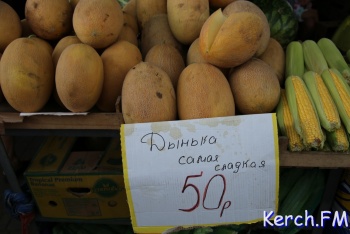 Дынька
самая
сладкая
50р
Kerch.FM